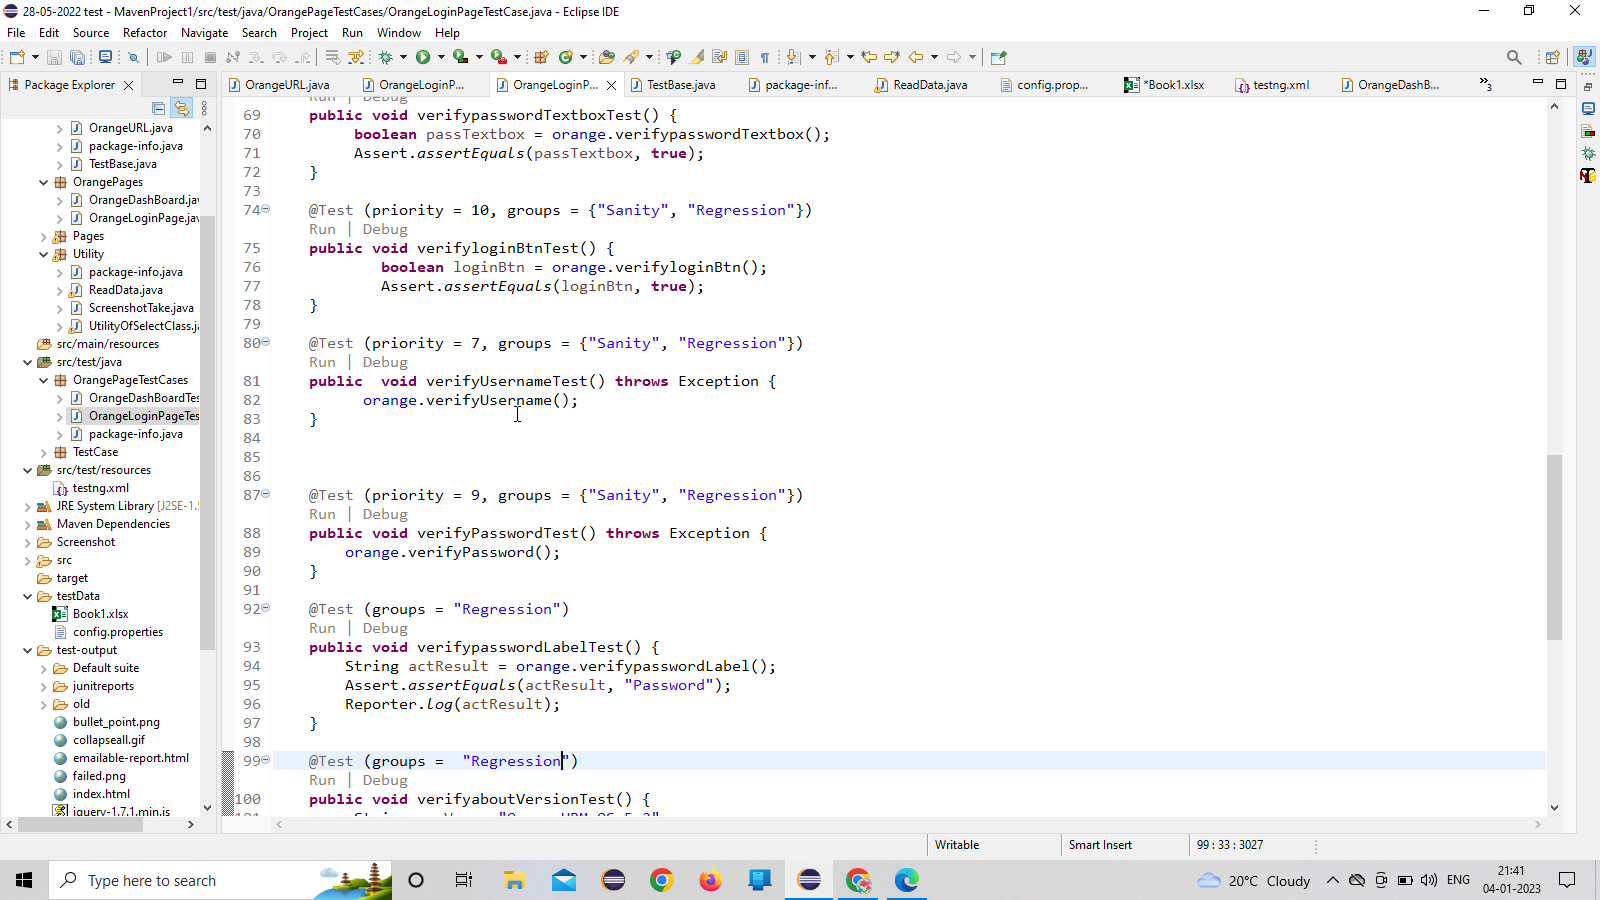 28-05-2022 test - MavenProject1/src/test/java/OrangePageTestCases/OrangeLoginPageTestCase.java - Eclipse IDE
File Edit Source Refactor Navigate Search Project Run Window Help
Package Explorer
OrangeURL.java OrangeLoginP... OrangeLoginP... TestBase.java package-inf... ReadData.java config.prop... *Book1.xlsx testng.xml OrangeDashB... 3
OrangeURL.java
package-info.java
TestBase.java
OrangePages
OrangeDashBoard.jav
OrangeLoginPage.jav
Pages
Utility
package-info.java
ReadData.java
ScreenshotTake.java
UtilityOfSelectClass.ja
src/main/resources
src/test/java
OrangePageTestCases
OrangeDashBoardTes
OrangeLoginPageTes
package-info.java
TestCase
src/test/resources
testng.xml
JRE System Library [J2SE-1.5
Maven Dependencies
Screenshot
src
target
testData
Book1.xlsx
config.properties
test-output
Default suite
junitreports
old
bullet_point.png
collapseall.gif
emailable-report.html
failed.png
index.html
jquery-1.7.1.min.js
Run | Debug
69 public void verifypasswordTextboxTest() {
70 boolean passTextbox = orange.verifypasswordTextbox();
71 Assert.assertEquals(passTextbox, true);
72 }
73
74 @Test (priority = 10, groups = {"Sanity", "Regression"})
Run | Debug
75 public void verifyloginBtnTest() {
76 boolean loginBtn = orange.verifyloginBtn();
77 Assert.assertEquals(loginBtn, true);
78 }
79
80 @Test (priority = 7, groups = {"Sanity", "Regression"})
Run | Debug
81 public  void verifyUsernameTest() throws Exception {
82 orange.verifyUsername();
83 }
84
85
86
87 @Test (priority = 9, groups = {"Sanity", "Regression"})
Run | Debug
88 public void verifyPasswordTest() throws Exception {
89 orange.verifyPassword();
90 }
91
92 @Test (groups = "Regression")
Run | Debug
93 public void verifypasswordLabelTest() {
94 String actResult = orange.verifypasswordLabel();
95 Assert.assertEquals(actResult, "Password");
96 Reporter.log(actResult);
97 }
98
99 @Test (groups =  "Regression")
Run | Debug
100 public void verifyaboutVersionTest() {
Writable Smart Insert 99 : 33 : 3027
Type here to search
20°C Cloudy
ENG
21:41
04-01-2023